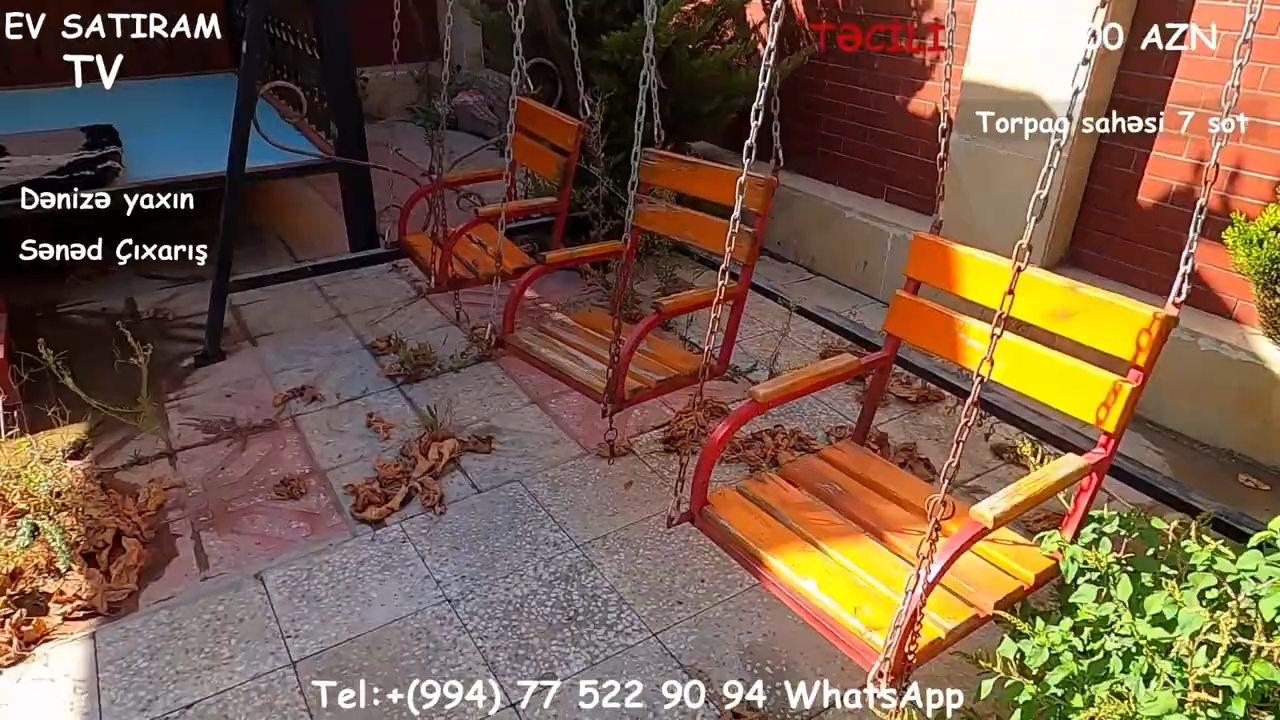 EV SATIRAM
TV
TƏCİLİ
00 AZN
Torpaq sahəsi 7 sot
Dənizə yaxın
Sənəd Çıxarış
Tel:+(994) 77 522 90 94 WhatsApp